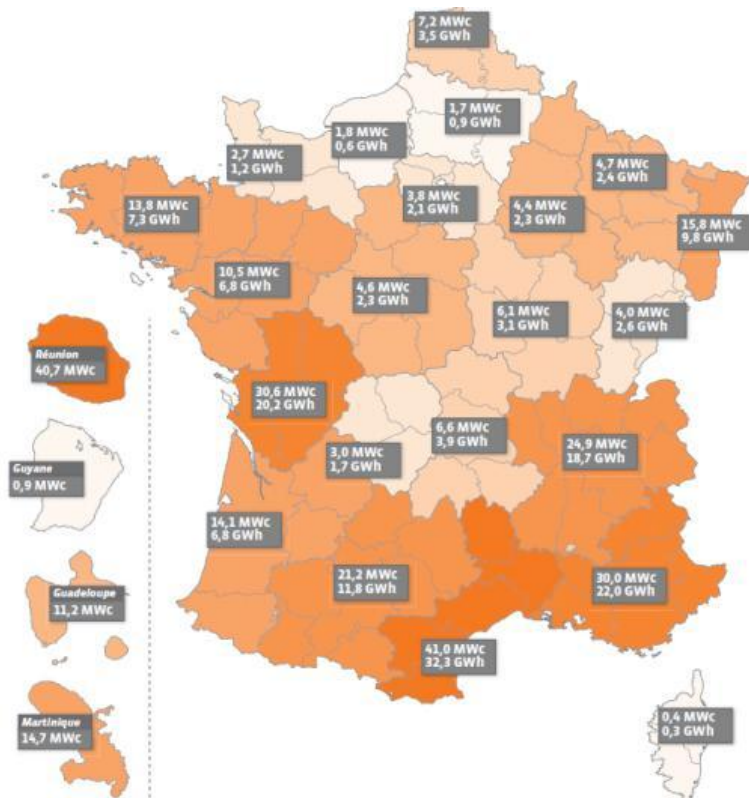 7,2 MWc
3,5 GWh
1,7 MWc
0,9 GWh
1,8 MWc
0,6 GWh
2,7 MWc
1,2 GWh
4,7 MWc
2,4 GWh
3,8 MWc
2,1 GWh
4,4 MWc
2,3 GWh
13,8 MWc
7,3 GWh
15,8 MWc
9,8 GWh
10,5 MWc
6,8 GWh
4,6 MWc
2,3 GWh
6,1 MWc
3,1 GWh
4,0 MWc
2,6 GWh
Réunion
40,7 MWc
30,6 MWc
20,2 GWh
6,6 MWc
3,9 GWh
24,9 MWc
18,7 GWh
3,0 MWc
1,7 GWh
Guyane
0,9 MWc
14,1 MWc
6,8 GWh
21,2 MWc
11,8 GWh
30,0 MWc
22,0 GWh
Guadeloupe
11,2 MWc
41,0 MWc
32,3 GWh
Martinique
14,7 MWc
0,4 MWc
0,3 GWh